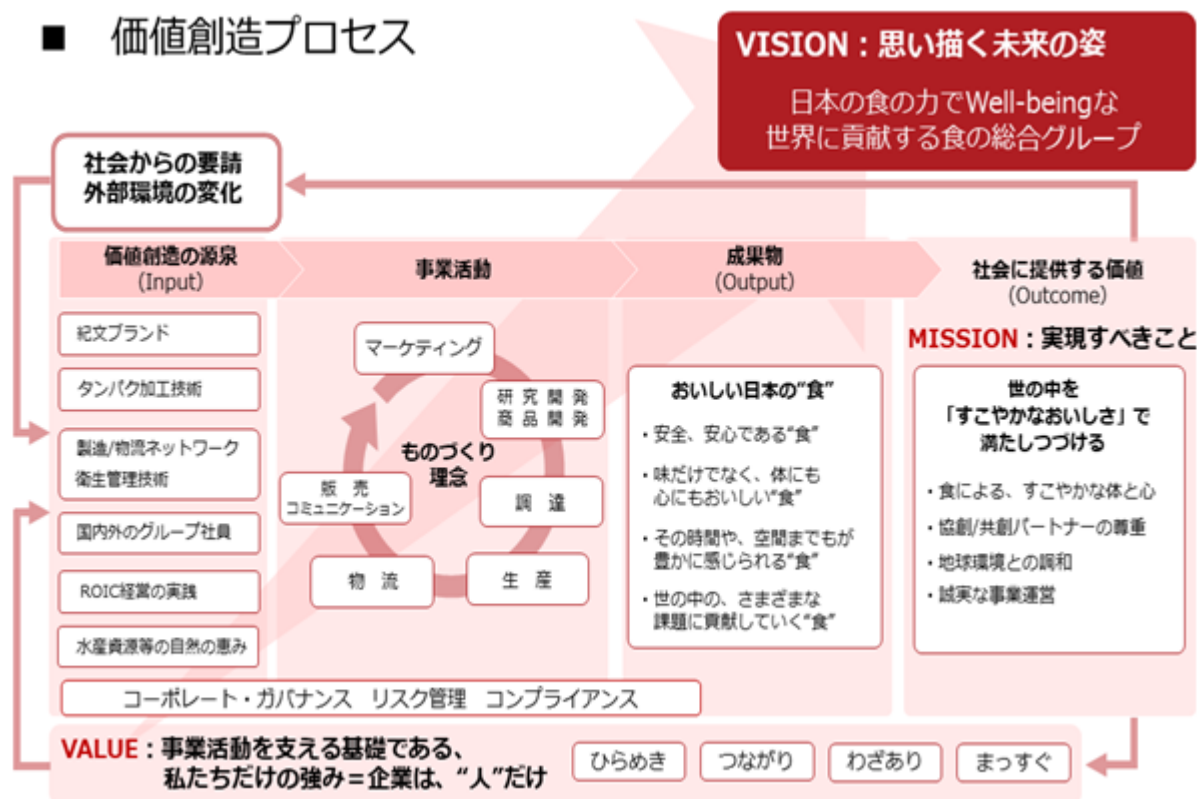 ■ 価値創造プロセス
VISION：思い描く未来の姿
日本の食の力でWell-beingな
世界に貢献する食の総合グループ
社会からの要請
外部環境の変化
価値創造の源泉
(Input)
事業活動
成果物
(Output)
社会に提供する価値
(Outcome)
紀文ブランド
タンパク加工技術
製造/物流ネットワーク
衛生管理技術
国内外のグループ社員
ROIC経営の実践
水産資源等の自然の恵み
マーケティング
研究開発
商品開発
調達
生産
物流
販売
コミュニケーション
ものづくり
理念
おいしい日本の“食”
・安全、安心である“食”
・味だけでなく、体にも
心にもおいしい“食”
・その時間や、空間までもが
豊かに感じられる“食”
・世の中の、さまざまな
課題に貢献していく“食”
MISSION：実現すべきこと
世の中を
「すこやかなおいしさ」で
満たしつづける
・食による、すこやかな体と心
・協創/共創パートナーの尊重
・地球環境との調和
・誠実な事業運営
コーポレート・ガバナンス リスク管理 コンプライアンス
VALUE：事業活動を支える基礎である、
私たちだけの強み＝企業は、“人”だけ
ひらめき
つながり
わざあり
まっすぐ